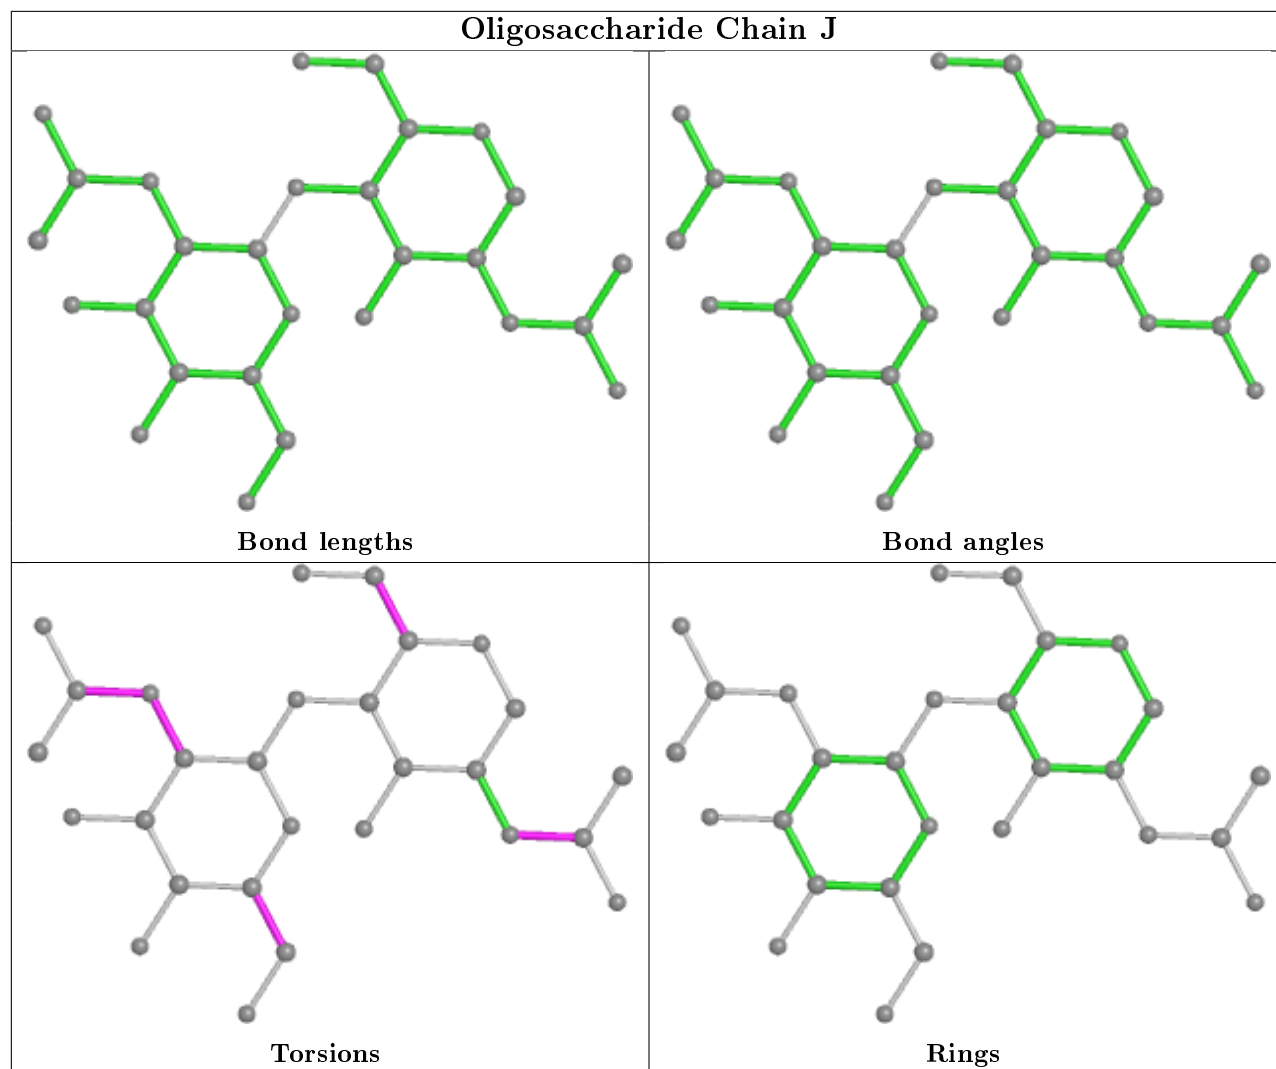 Oligosaccharide Chain J
Bond lengths
Bond angles
Torsions
Rings